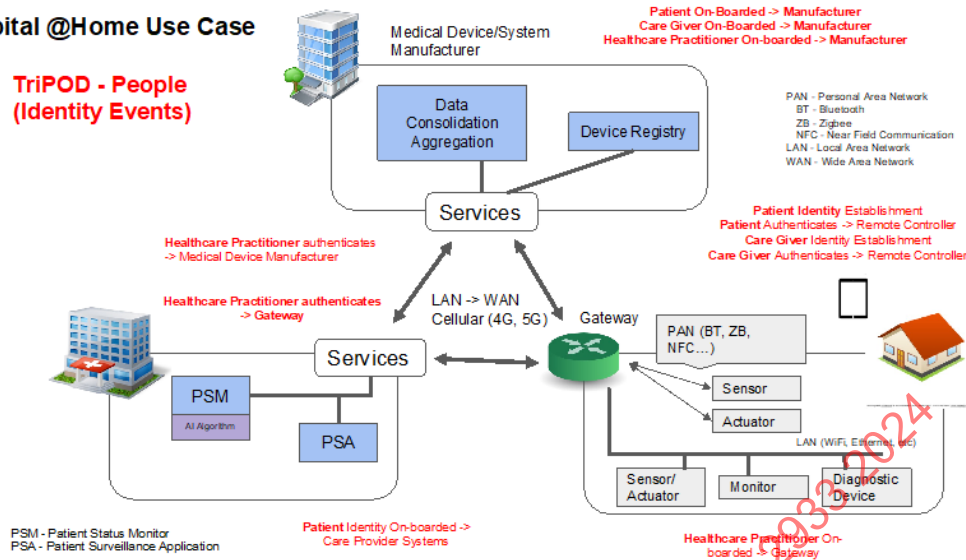 pital @Home Use Case
TriPOD - People
(Identity Events)
Medical Device/System
Manufacturer
Patient On-Boarded -> Manufacturer
Care Giver On-Boarded -> Manufacturer
Healthcare Practitioner On-boarded -> Manufacturer
Data
Consolidation
Aggregation
Device Registry
PAN - Personal Area Network
BT - Bluetooth
ZB - Zigbee
NFC - Near Field Communication
LAN - Local Area Network
WAN - Wide Area Network
Services
Patient Identity Establishment
Patient Authenticates -> Remote Controller
Care Giver Identity Establishment
Care Giver Authenticates -> Remote Controller
Healthcare Practitioner authenticates
-> Medical Device Manufacturer
Healthcare Practitioner authenticates
-> Gateway
LAN -> WAN
Cellular (4G, 5G)
Gateway
PAN (BT, ZB,
NFC...)
Services
Sensor
Actuator
PSM
AI Algorithm
PSA
LAN (WiFi, Ethernet, etc)
Sensor/
Actuator
Monitor
Diagnostic
Device
PSM - Patient Status Monitor
PSA - Patient Surveillance Application
Patient Identity On-boarded ->
Care Provider Systems
Healthcare Practitioner On-
boarded -> Gateway
2933-2024